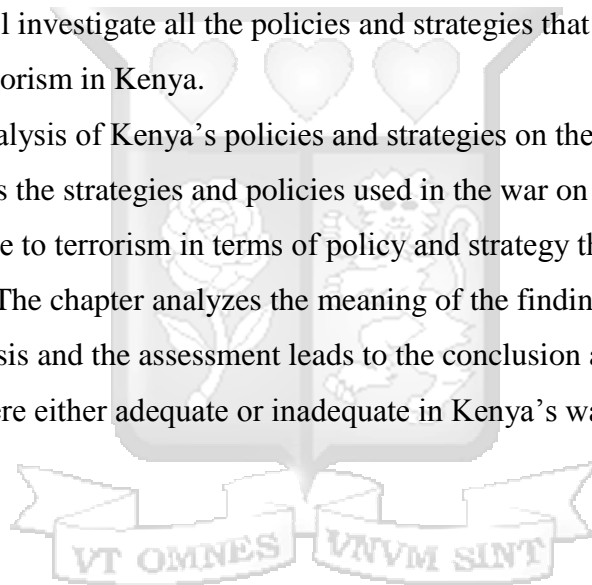 l investigate all the policies and strategies that
orism in Kenya.
alysis of Kenya's policies and strategies on the
s the strategies and policies used in the war on
e to terrorism in terms of policy and strategy th
The chapter analyzes the meaning of the findin
sis and the assessment leads to the conclusion a
ere either adequate or inadequate in Kenya's wa
VT OMNES VNVM SINT